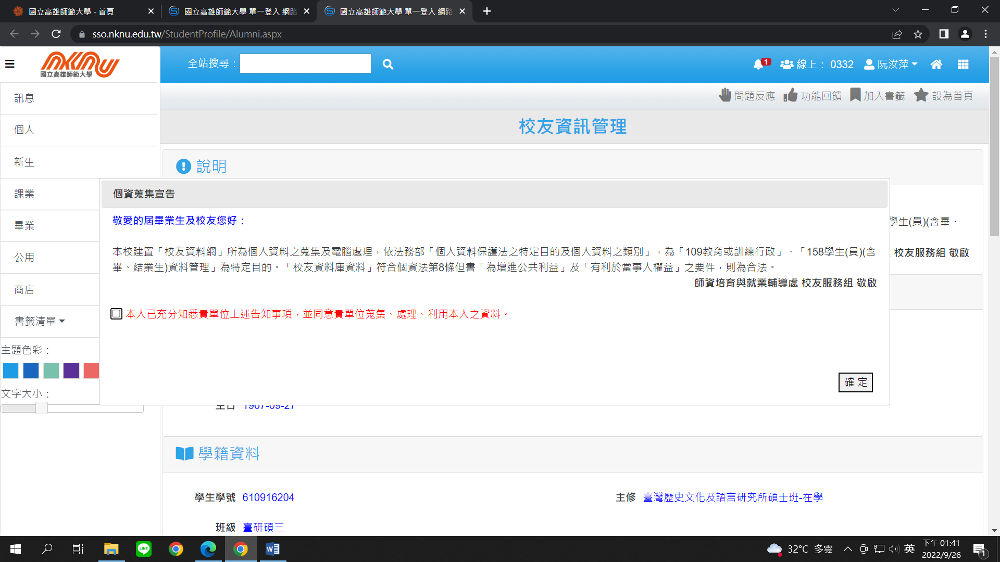 國立高雄師範大學 - 首頁
國立高雄師範大學 單一登入 網路
國立高雄師範大學 單一登入 網路
sso.nknu.edu.tw/StudentProfile/Alumni.aspx
nknu
國立高雄師範大學
全站搜尋：
1
線上： 0332
阮汝萍
訊息
個人
新生
課業
畢業
公用
商店
書籤清單
主題色彩：
文字大小：
問題反應
功能回饋
加入書籤
設為首頁
校友資訊管理
說明
學生(員)(含畢、
校友服務組 敬啟
個資蒐集宣告
敬愛的屆畢業生及校友您好：
本校建置「校友資料網」所為個人資料之蒐集及電腦處理，依法務部「個人資料保護法之特定目的及個人資料之類別」，為「109教育或訓練行政」、「158學生(員)(含
畢、結業生)資料管理」為特定目的。「校友資料庫資料」符合個資法第8條但書「為增進公共利益」及「有利於當事人權益」之要件，則為合法。
師資培育與就業輔導處 校友服務組 敬啟
本人已充分知悉貴單位上述告知事項，並同意貴單位蒐集、處理、利用本人之資料。
確 定
生日 1967-09-27
學籍資料
學生學號 610916204
主修 臺灣歷史文化及語言研究所碩士班-在學
班級 臺研碩三
LINE
32°C 多雲
英
下午 01:41
2022/9/26
1